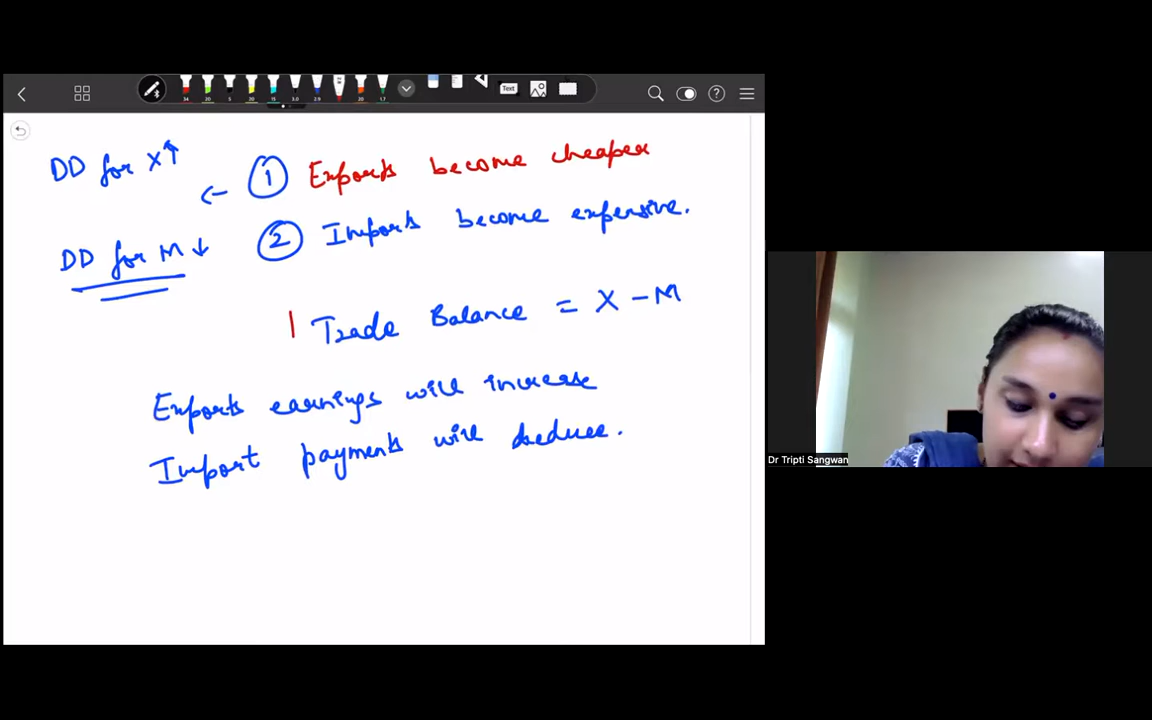 Text
DD for X↑
← ① Exports become cheaper
② Imports become expensive.
DD for M ↓
Trade Balance = X - M
Exports earnings will increase
Import payments will reduce.
Dr Tripti Sangwan